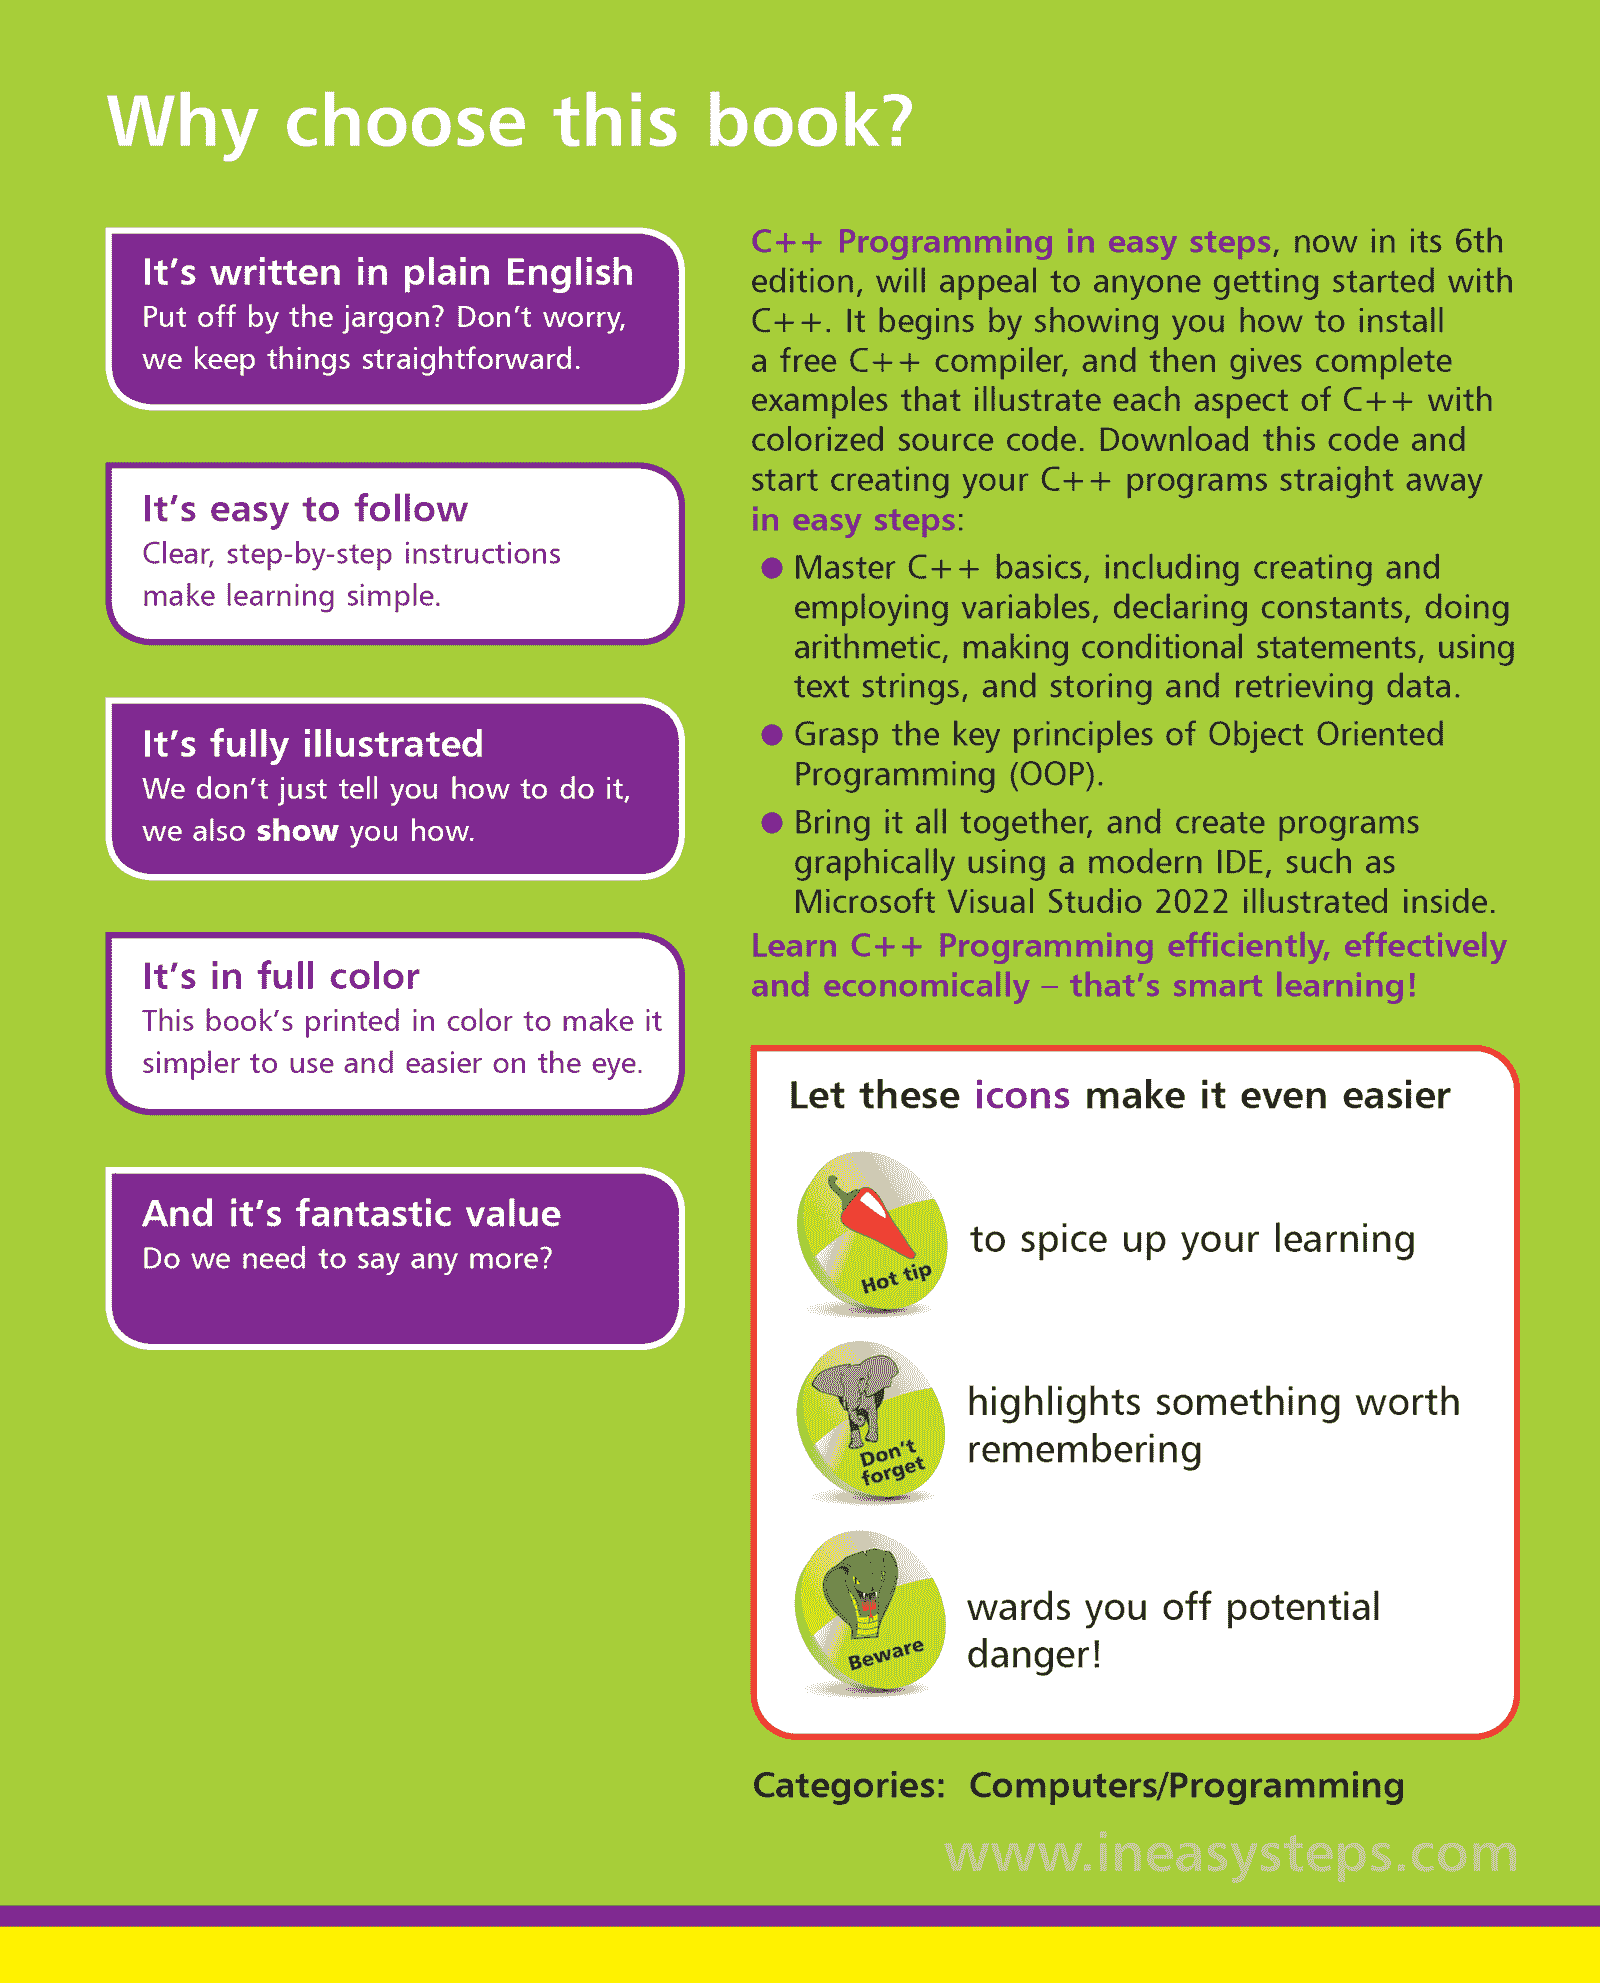 Why choose this book?
It's written in plain English
Put off by the jargon? Don't worry,
we keep things straightforward.
It's easy to follow
Clear, step-by-step instructions
make learning simple.
It's fully illustrated
We don't just tell you how to do it,
we also show you how.
It's in full color
This book's printed in color to make it
simpler to use and easier on the eye.
And it's fantastic value
Do we need to say any more?
C++ Programming in easy steps, now in its 6th
edition, will appeal to anyone getting started with
C++. It begins by showing you how to install
a free C++ compiler, and then gives complete
examples that illustrate each aspect of C++ with
colorized source code. Download this code and
start creating your C++ programs straight away
in easy steps:
● Master C++ basics, including creating and
employing variables, declaring constants, doing
arithmetic, making conditional statements, using
text strings, and storing and retrieving data.
● Grasp the key principles of Object Oriented
Programming (OOP).
● Bring it all together, and create programs
graphically using a modern IDE, such as
Microsoft Visual Studio 2022 illustrated inside.
Learn C++ Programming efficiently, effectively
and economically – that's smart learning!
Let these icons make it even easier
Hot tip
to spice up your learning
Don't
forget
highlights something worth
remembering
Beware
wards you off potential
danger!
Categories: Computers/Programming
www.ineasysteps.com